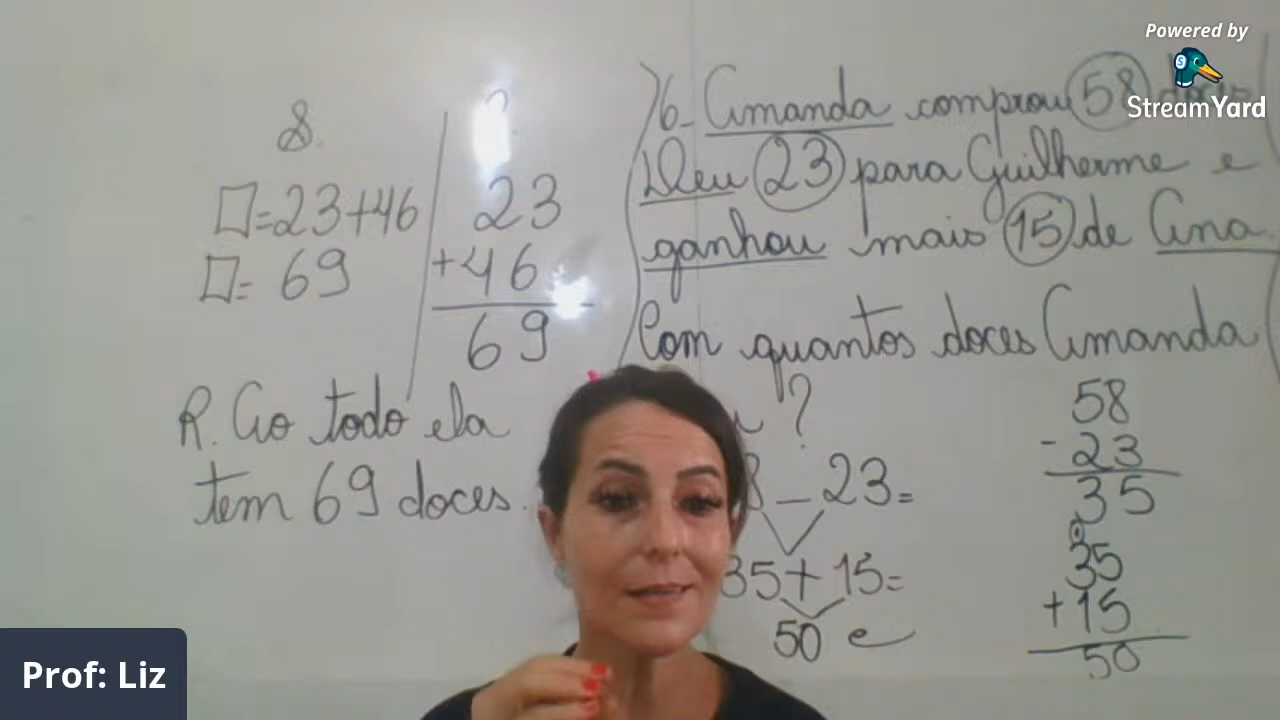 Powered by
StreamYard
S.
□=23+46
□= 69
23
+46
69
R. Ao todo ela
tem 69 doces.
6- Amanda comprou 58 doces
Deu 23 para Guilherme e
ganhou mais 15 de Ana.
Com quantos doces Amanda
?
8 - 23=
35+15=
50
58
- 23
35
35
+15
50
Prof: Liz